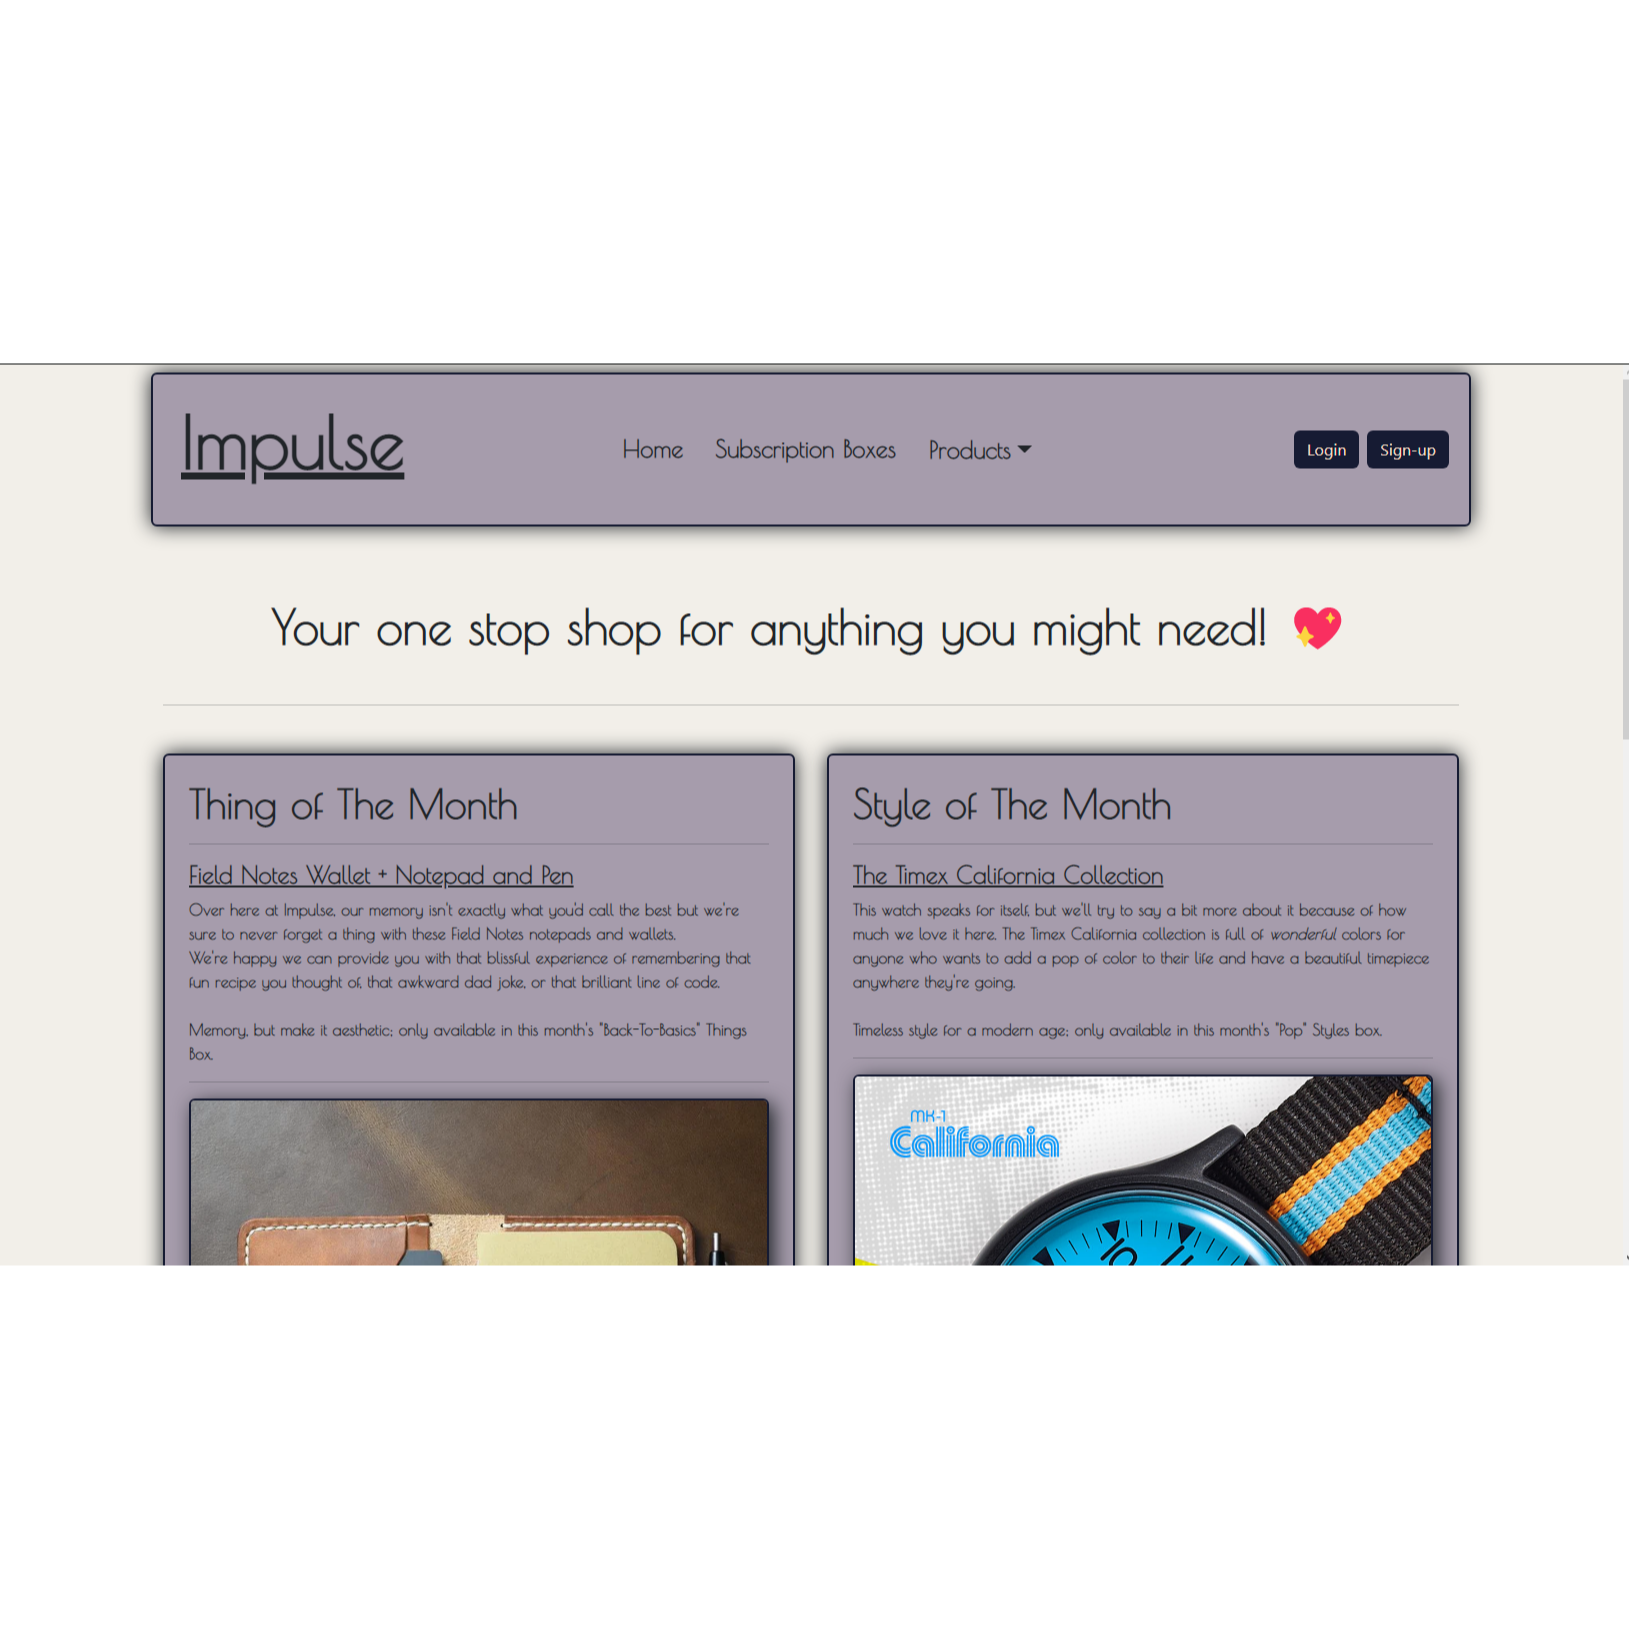 Impulse
Home Subscription Boxes Products
Login Sign-up
Your one stop shop for anything you might need! 💖
Thing of The Month
Field Notes Wallet + Notepad and Pen
Over here at Impulse, our memory isn't exactly what you'd call the best but we're
sure to never forget a thing with these Field Notes notepads and wallets.
We're happy we can provide you with that blissful experience of remembering that
fun recipe you thought of, that awkward dad joke, or that brilliant line of code.
Memory, but make it aesthetic; only available in this month's "Back-To-Basics" Things
Box.
Style of The Month
The Timex California Collection
This watch speaks for itself, but we'll try to say a bit more about it because of how
much we love it here. The Timex California collection is full of wonderful colors for
anyone who wants to add a pop of color to their life and have a beautiful timepiece
anywhere they're going.
Timeless style for a modern age; only available in this month's "Pop" Styles box.
MK-1
California
10 11